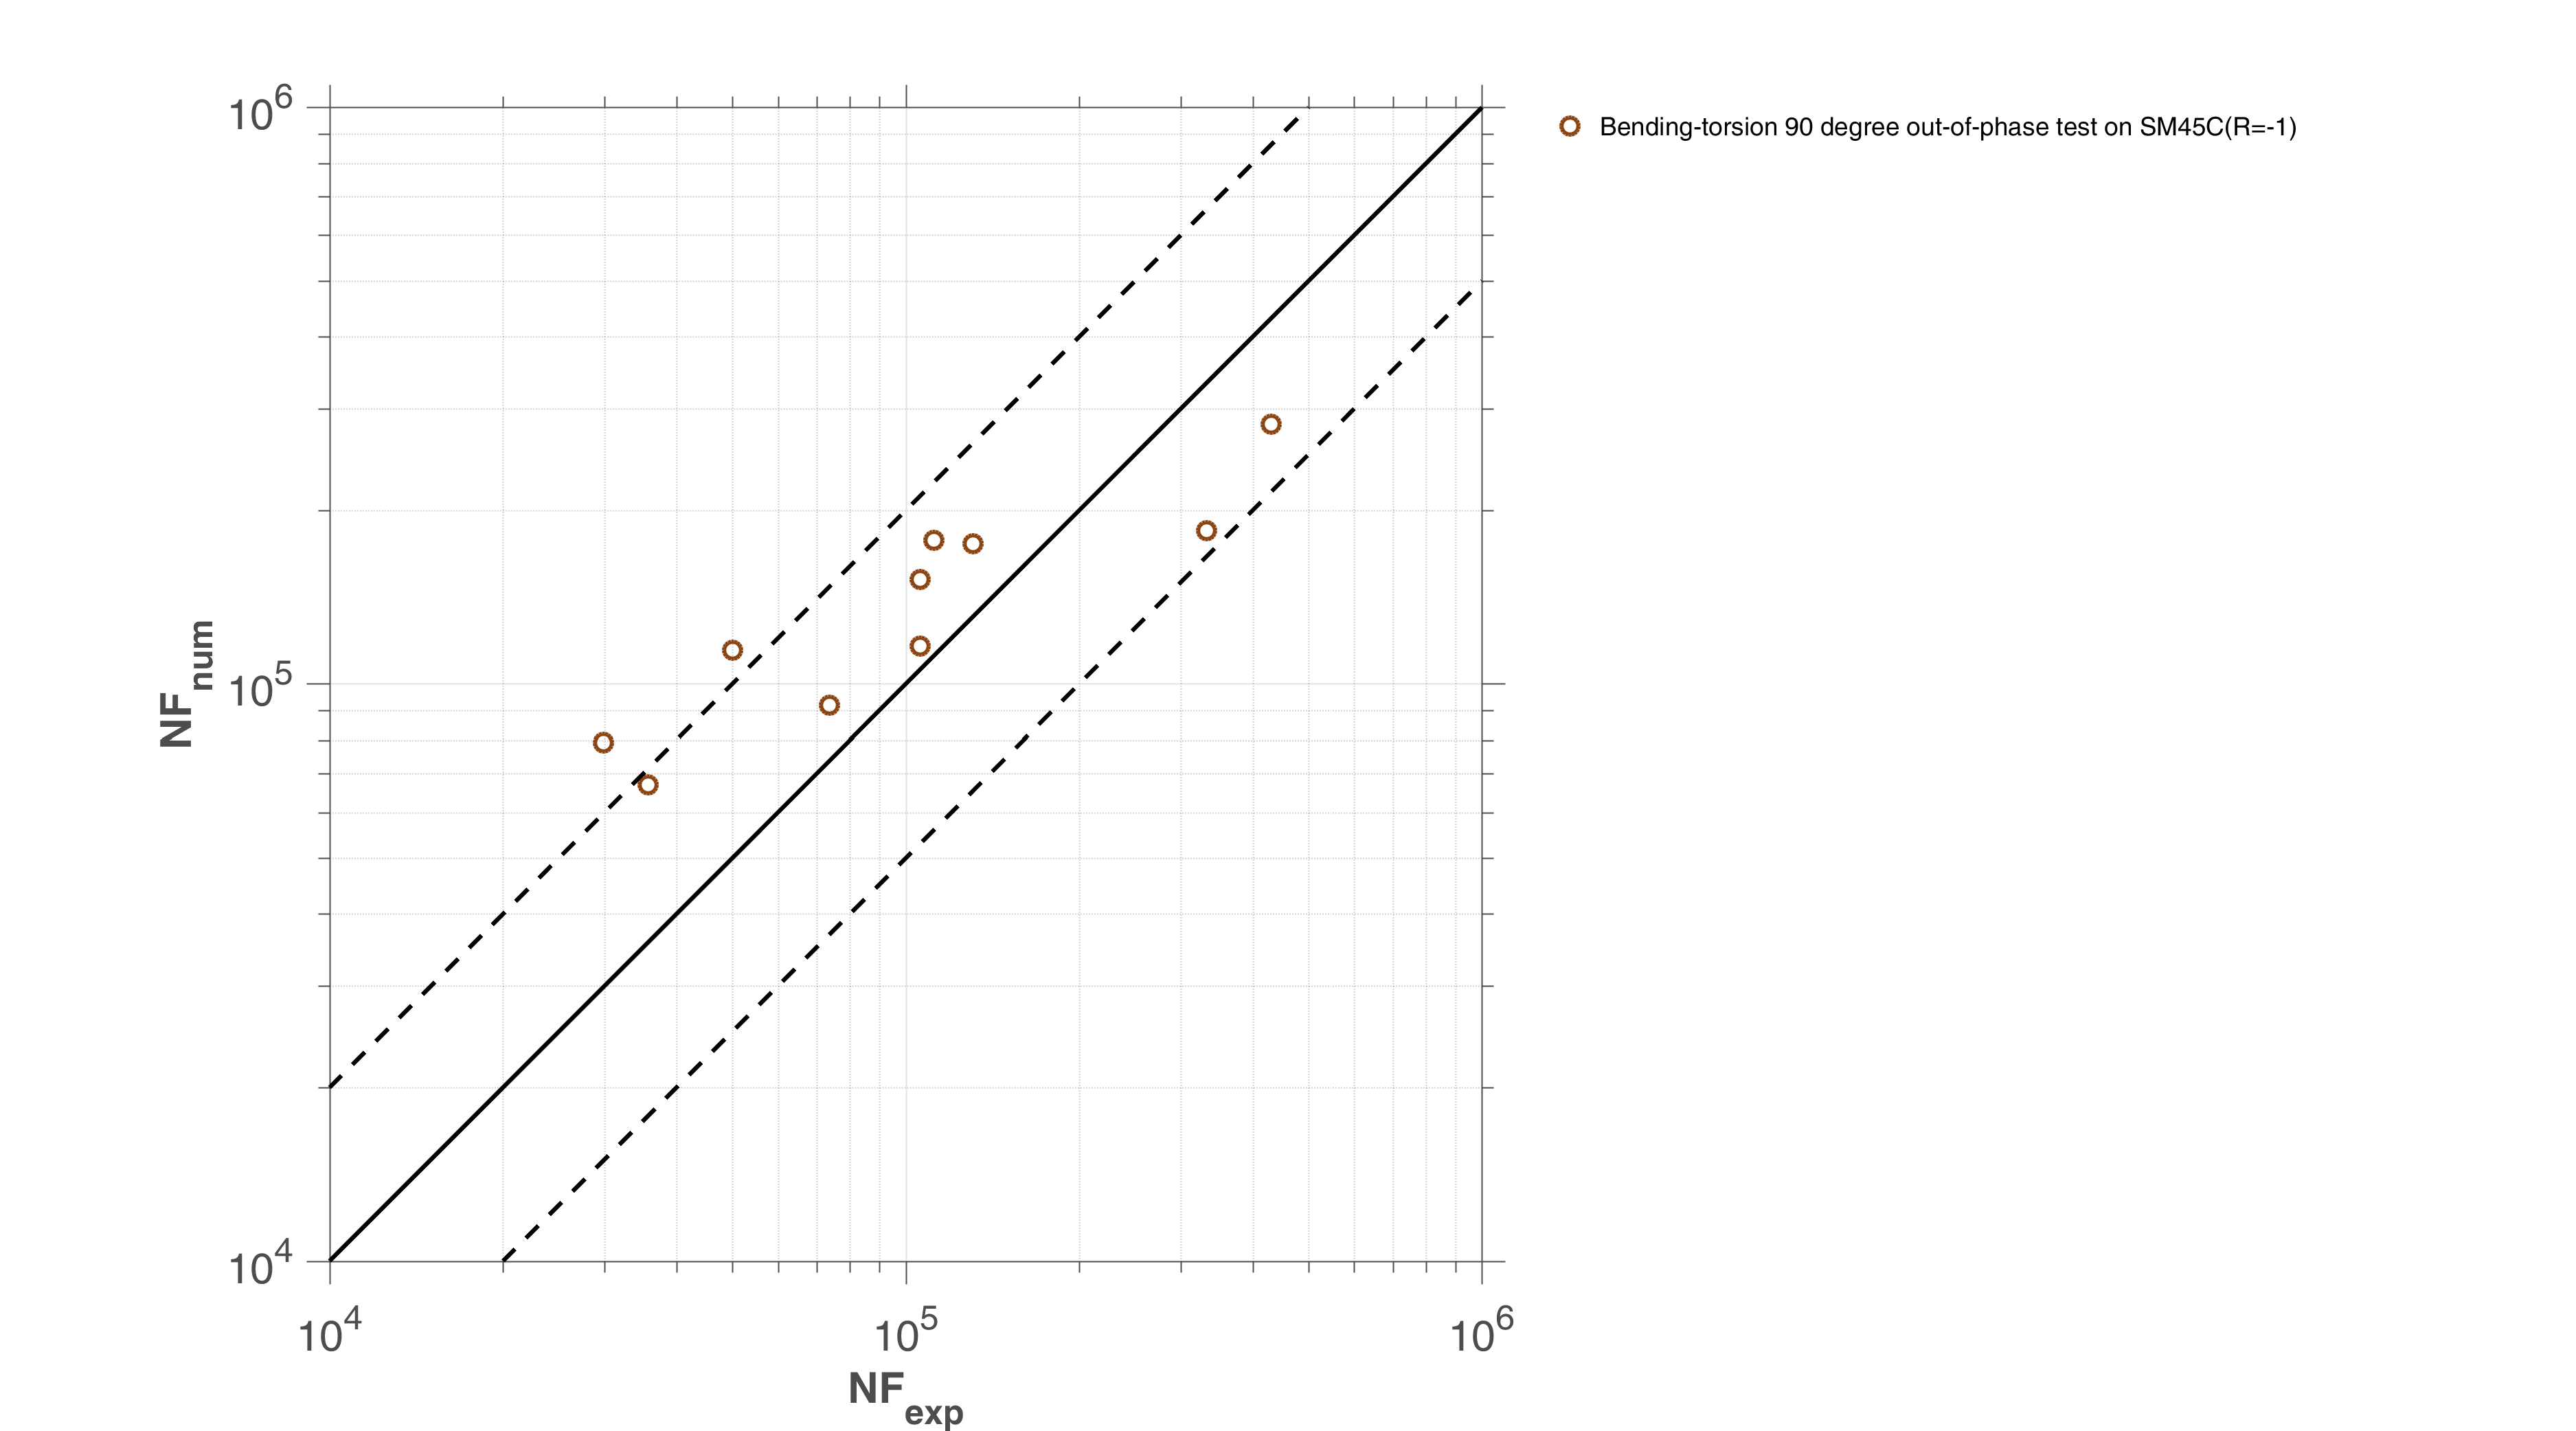 10^6
Bending-torsion 90 degree out-of-phase test on SM45C(R=-1)
NF_num
10^5
10^4
10^4 10^5 10^6
NF_exp